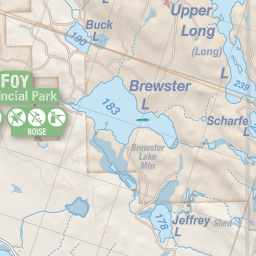 Upper
Long
L
(Long)
Buck
L
190
FOY
ncial Park
Brewster
L
183
239
Scharfe
L
NOISE
Brewster
Lake
Mtn
178
Jeffrey Shed
L